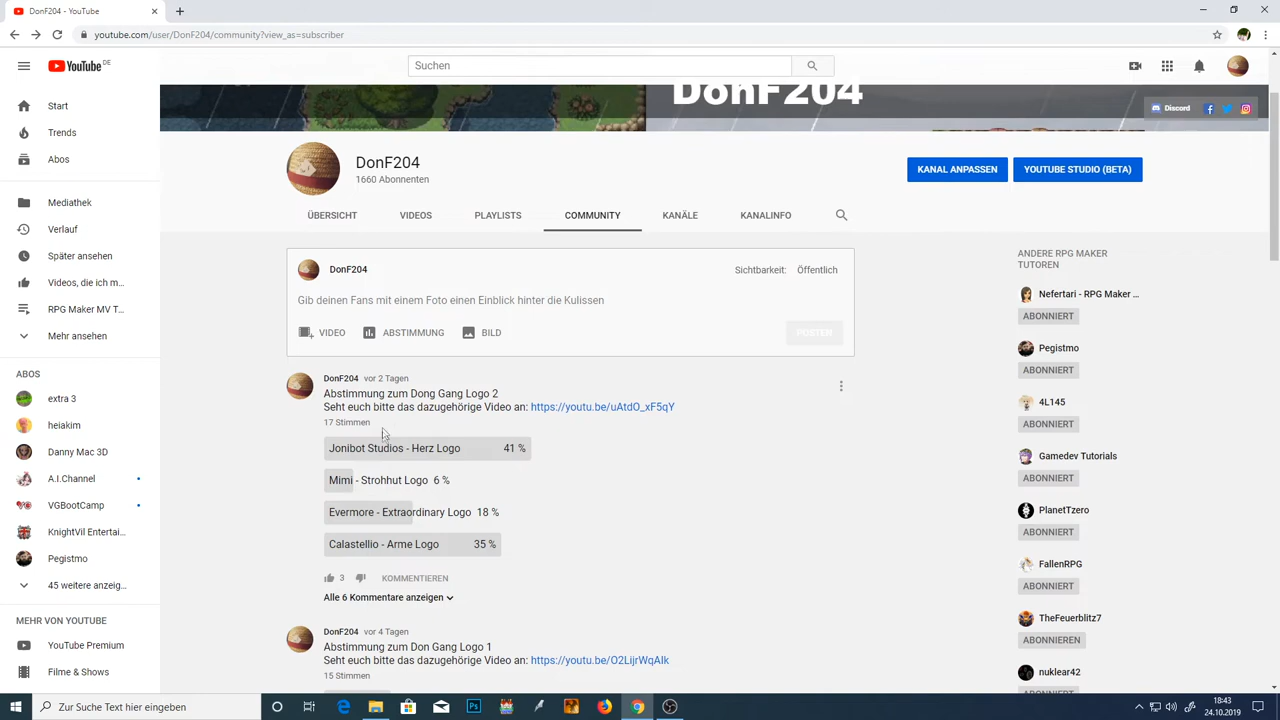 DonF204 - YouTube
youtube.com/user/DonF204/community?view_as=subscriber
YouTube DE
Suchen
DonF204
Discord
Start
Trends
Abos
Mediathek
Verlauf
Später ansehen
Videos, die ich m...
RPG Maker MV T...
Mehr ansehen
ABOS
extra 3
heiakim
Danny Mac 3D
A.I.Channel
VGBootCamp
KnightVil Entertai...
Pegistmo
45 weitere anzeig...
MEHR VON YOUTUBE
YouTube Premium
Filme & Shows
DonF204
1660 Abonnenten
KANAL ANPASSEN
YOUTUBE STUDIO (BETA)
ÜBERSICHT
VIDEOS
PLAYLISTS
COMMUNITY
KANÄLE
KANALINFO
DonF204
Sichtbarkeit: Öffentlich
Gib deinen Fans mit einem Foto einen Einblick hinter die Kulissen
VIDEO
ABSTIMMUNG
BILD
POSTEN
DonF204 vor 2 Tagen
Abstimmung zum Dong Gang Logo 2
Seht euch bitte das dazugehörige Video an: https://youtu.be/uAtdO_xF5qY
17 Stimmen
Jonibot Studios - Herz Logo 41 %
Mimi - Strohhut Logo 6 %
Evermore - Extraordinary Logo 18 %
Calastellio - Arme Logo 35 %
3
KOMMENTIEREN
Alle 6 Kommentare anzeigen
DonF204 vor 4 Tagen
Abstimmung zum Don Gang Logo 1
Seht euch bitte das dazugehörige Video an: https://youtu.be/O2LijrWqAIk
15 Stimmen
ANDERE RPG MAKER
TUTOREN
Nefertari - RPG Maker ...
ABONNIERT
Pegistmo
ABONNIERT
4L145
ABONNIERT
Gamedev Tutorials
ABONNIERT
PlanetTzero
ABONNIERT
FallenRPG
ABONNIERT
TheFeuerblitz7
ABONNIEREN
nuklear42
Zur Suche Text hier eingeben
18:43
24.10.2019